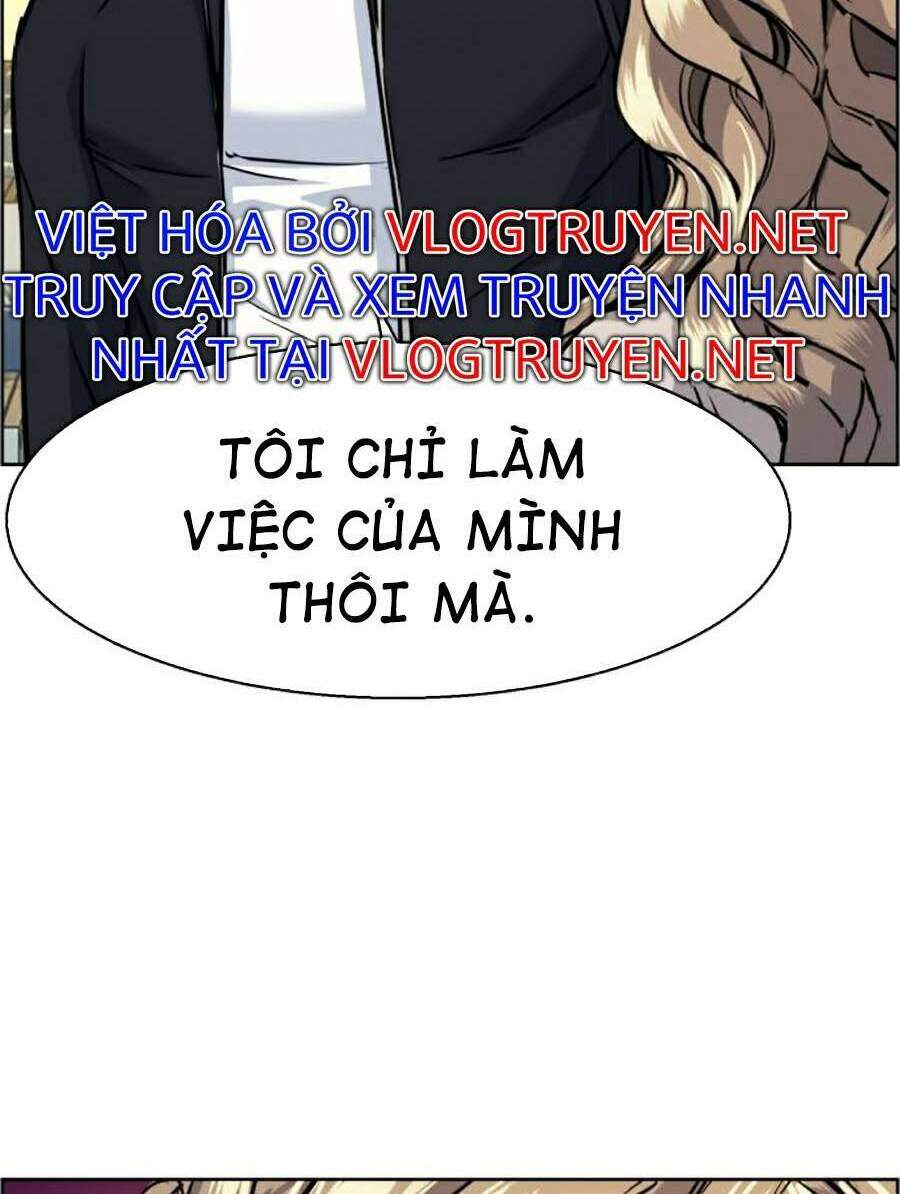 VIỆT HÓA BỞI VLOGTRUYEN.NET
TRUY CẬP VÀ XEM TRUYỆN NHANH
NHẤT TẠI VLOGTRUYEN.NET
TÔI CHỈ LÀM
VIỆC CỦA MÌNH
THÔI MÀ.